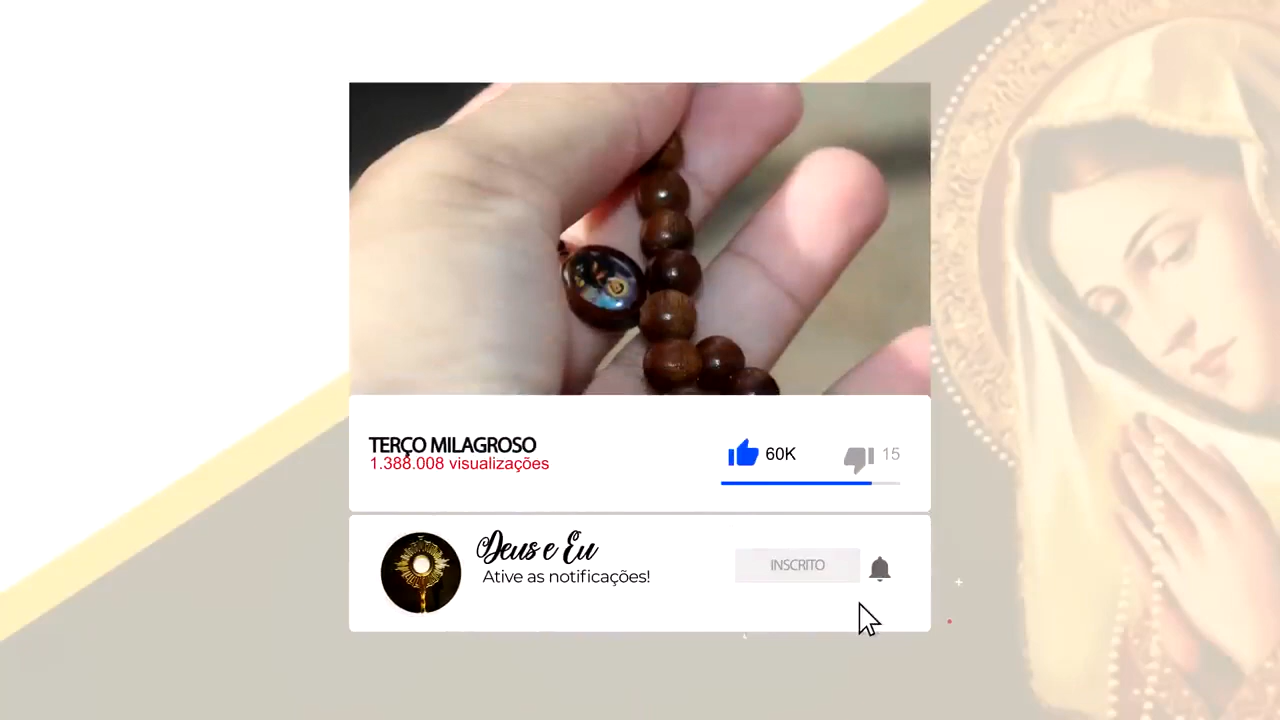 TERÇO MILAGROSO
1.388.008 visualizações
60K
15
Deus e Eu
Ative as notificações!
INSCRITO